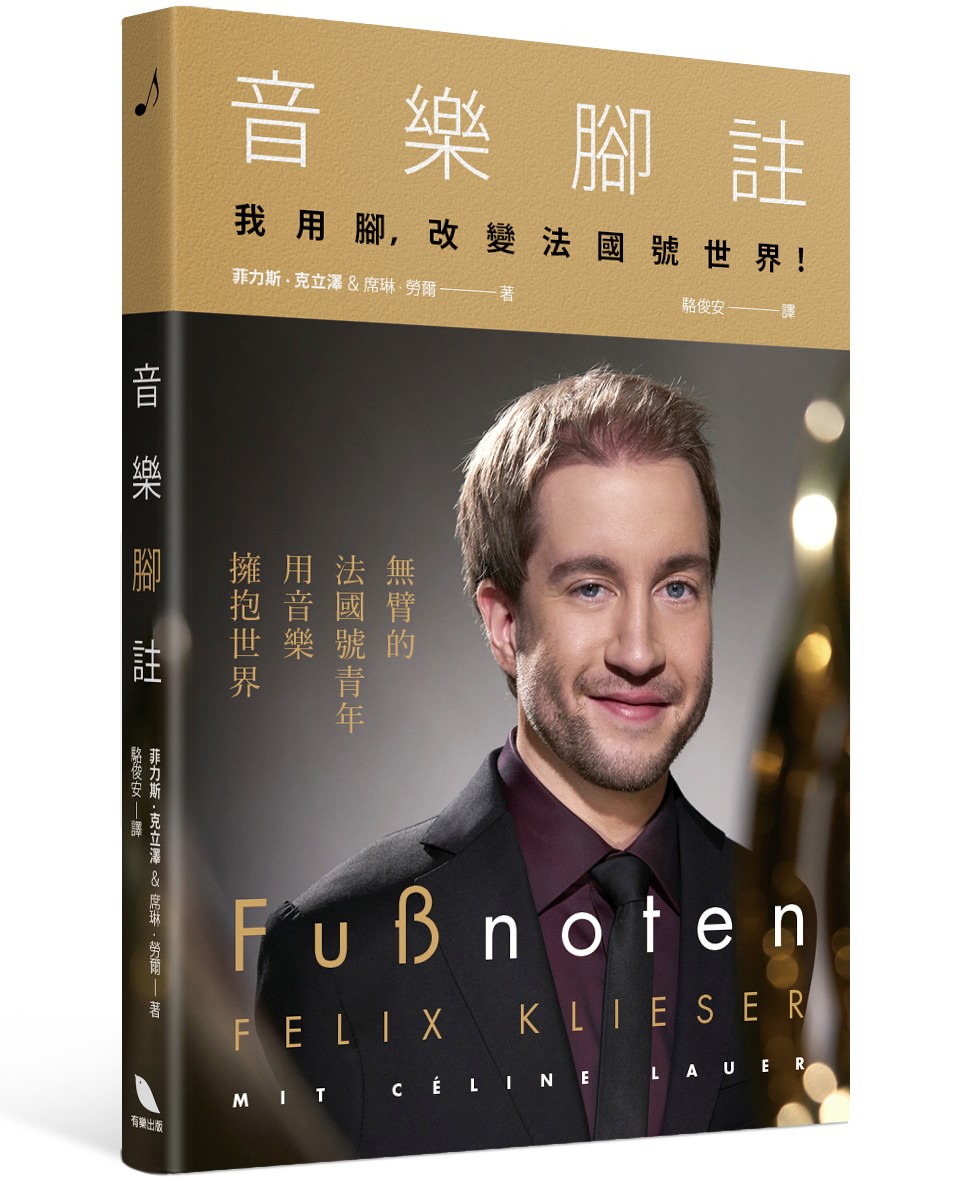 音樂腳註
我用腳,改變法國號世界!
菲力斯·克立澤 & 席琳·勞爾———著
駱俊安———譯
無臂的
法國號青年
用音樂
擁抱世界
Fußnoten
FELIX KLIESER
MIT CÉLINE LAUER
音樂腳註
菲力斯·克立澤 & 席琳·勞爾—著
駱俊安—譯
有樂出版